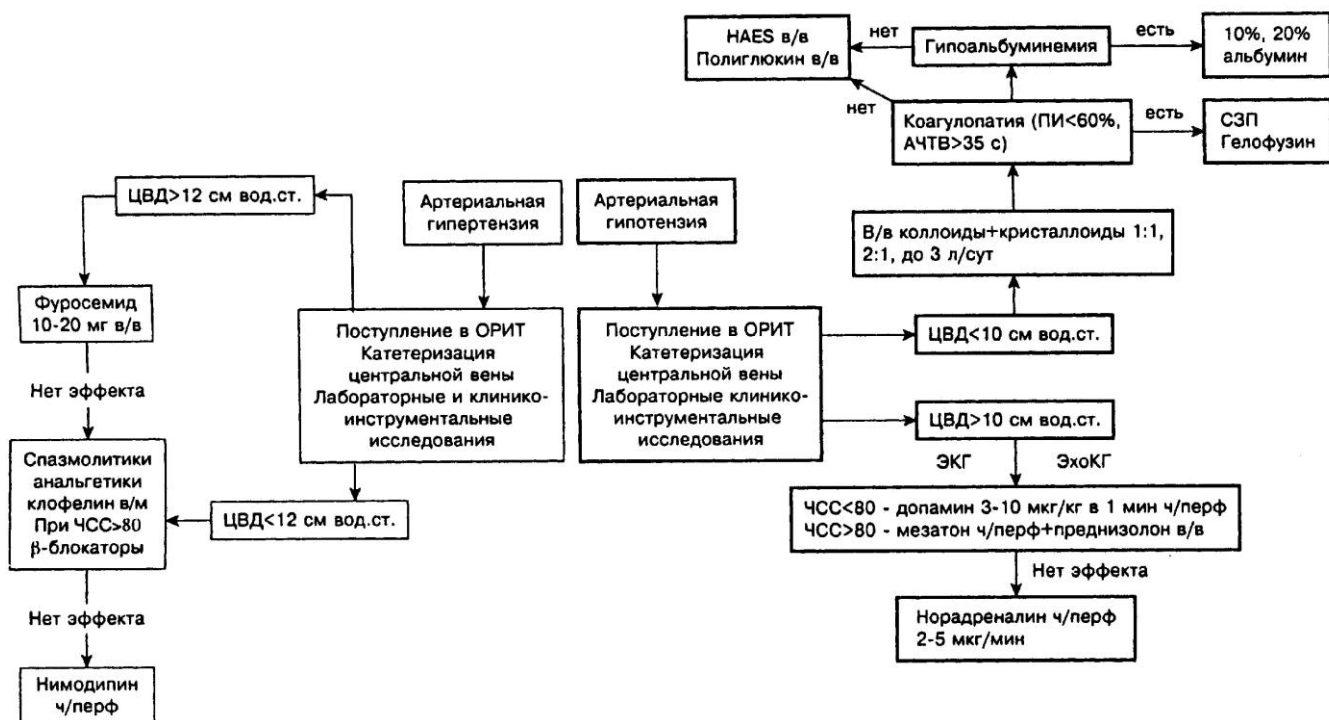 HAES в/в
Полиглюкин в/в
нет
Гипоальбуминемия
есть
10%, 20%
альбумин
нет
Коагулопатия (ПИ<60%,
АЧТВ>35 с)
есть
СЗП
Гелофузин
ЦВД>12 см вод.ст.
Артериальная
гипертензия
Артериальная
гипотензия
В/в коллоиды+кристаллоиды 1:1,
2:1, до 3 л/сут
Фуросемид
10-20 мг в/в
Поступление в ОРИТ
Катетеризация
центральной вены
Лабораторные и клинико-
инструментальные
исследования
Поступление в ОРИТ
Катетеризация
центральной вены
Лабораторные клинико-
инструментальные
исследования
ЦВД<10 см вод.ст.
Нет эффекта
ЦВД>10 см вод.ст.
ЭКГ
ЭхоКГ
Спазмолитики
анальгетики
клофелин в/м
При ЧСС>80
β-блокаторы
ЦВД<12 см вод.ст.
ЧСС<80 - допамин 3-10 мкг/кг в 1 мин ч/перф
ЧСС>80 - мезатон ч/перф+преднизолон в/в
Нет эффекта
Нет эффекта
Норадреналин ч/перф
2-5 мкг/мин
Нимодипин
ч/перф